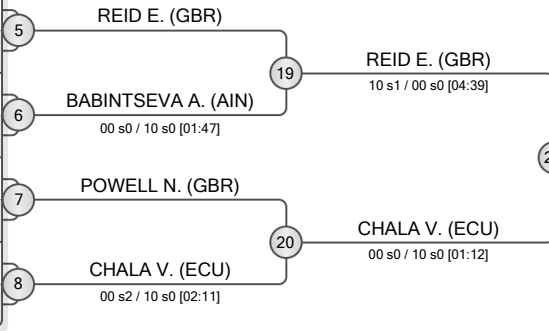 REID E. (GBR)
5
19
REID E. (GBR)
10 s1 / 00 s0 [04:39]
BABINTSEVA A. (AIN)
6
00 s0 / 10 s0 [01:47]
POWELL N. (GBR)
7
20
CHALA V. (ECU)
00 s0 / 10 s0 [01:12]
CHALA V. (ECU)
8
00 s2 / 10 s0 [02:11]